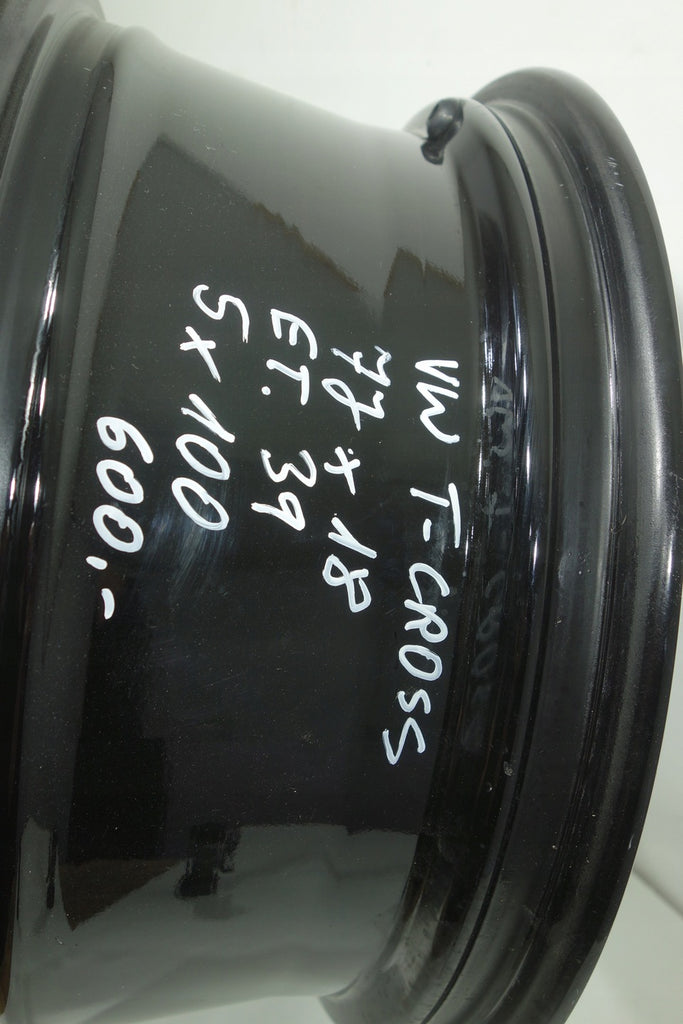 VW T-CROSS
7J x 18
ET. 39
5x100
600,-